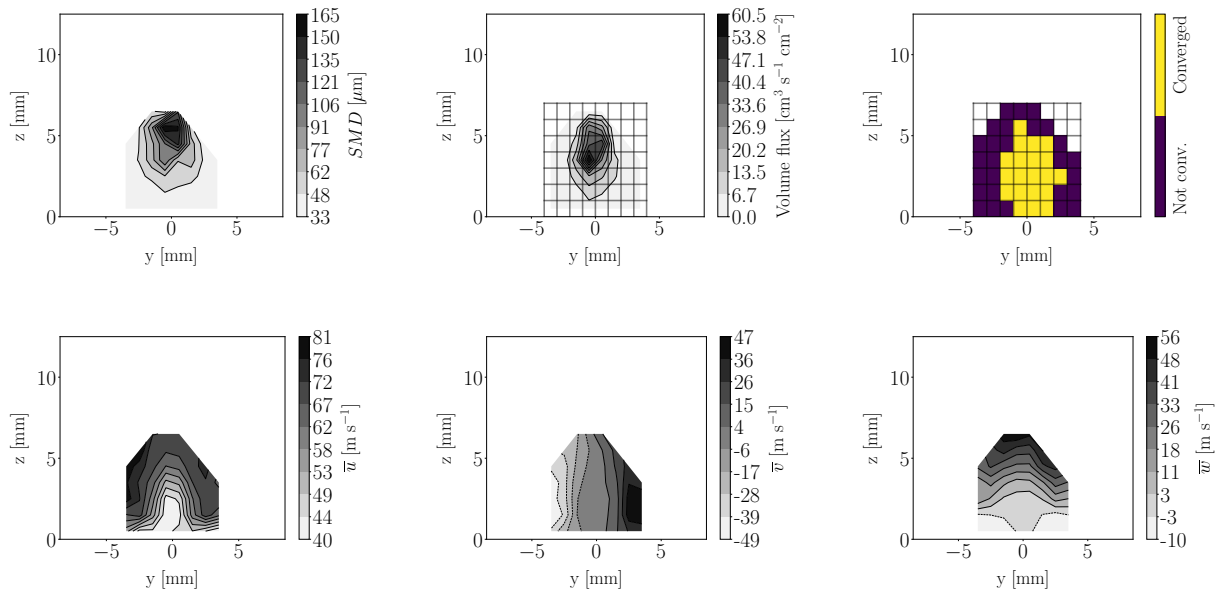 10
5
0
−5 0 5
z [mm]
y [mm]
165
150
135
121
106
91
77
62
48
33
SMD [μm]
10
5
0
−5 0 5
z [mm]
y [mm]
60.5
53.8
47.1
40.4
33.6
26.9
20.2
13.5
6.7
0.0
Volume flux [cm³ s⁻¹ cm⁻²]
10
5
0
−5 0 5
z [mm]
y [mm]
Converged
Not conv.
10
5
0
−5 0 5
z [mm]
y [mm]
81
76
72
67
62
58
53
49
44
40
u̅ [m s⁻¹]
10
5
0
−5 0 5
z [mm]
y [mm]
47
36
26
15
4
-6
-17
-28
-39
-49
v̅ [m s⁻¹]
10
5
0
−5 0 5
z [mm]
y [mm]
56
48
41
33
26
18
11
3
-3
-10
w̅ [m s⁻¹]